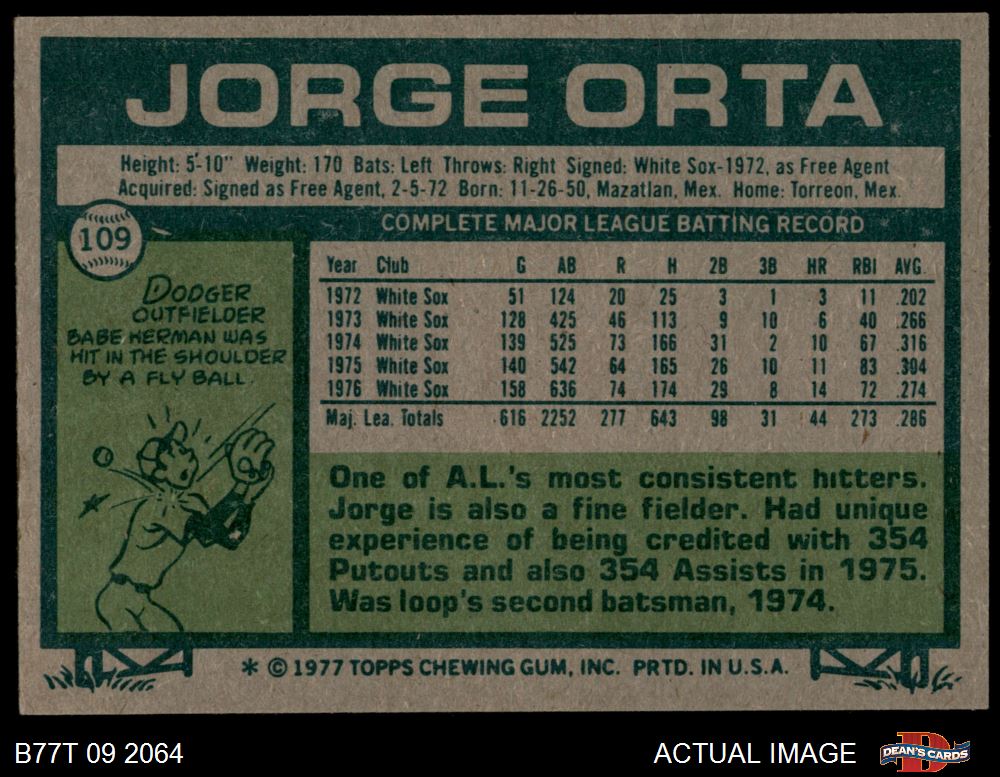 JORGE ORTA
Height: 5'-10" Weight: 170 Bats: Left Throws: Right Signed: White Sox-1972, as Free Agent
Acquired: Signed as Free Agent, 2-5-72 Born: 11-26-50, Mazatlan, Mex. Home: Torreon, Mex.
109
DODGER
OUTFIELDER
BABE HERMAN WAS
HIT IN THE SHOULDER
BY A FLY BALL.
COMPLETE MAJOR LEAGUE BATTING RECORD
Year Club G AB R H 2B 3B HR RBI AVG.
1972 White Sox 51 124 20 25 3 1 3 11 .202
1973 White Sox 128 425 46 113 9 10 6 40 .266
1974 White Sox 139 525 73 166 31 2 10 67 .316
1975 White Sox 140 542 64 165 26 10 11 83 .304
1976 White Sox 158 636 74 174 29 8 14 72 .274
Maj. Lea. Totals 616 2252 277 643 98 31 44 273 .286
One of A.L.'s most consistent hitters.
Jorge is also a fine fielder. Had unique
experience of being credited with 354
Putouts and also 354 Assists in 1975.
Was loop's second batsman, 1974.
* © 1977 TOPPS CHEWING GUM, INC. PRTD. IN U.S.A.
B77T 09 2064
ACTUAL IMAGE
D
DEAN'S CARDS